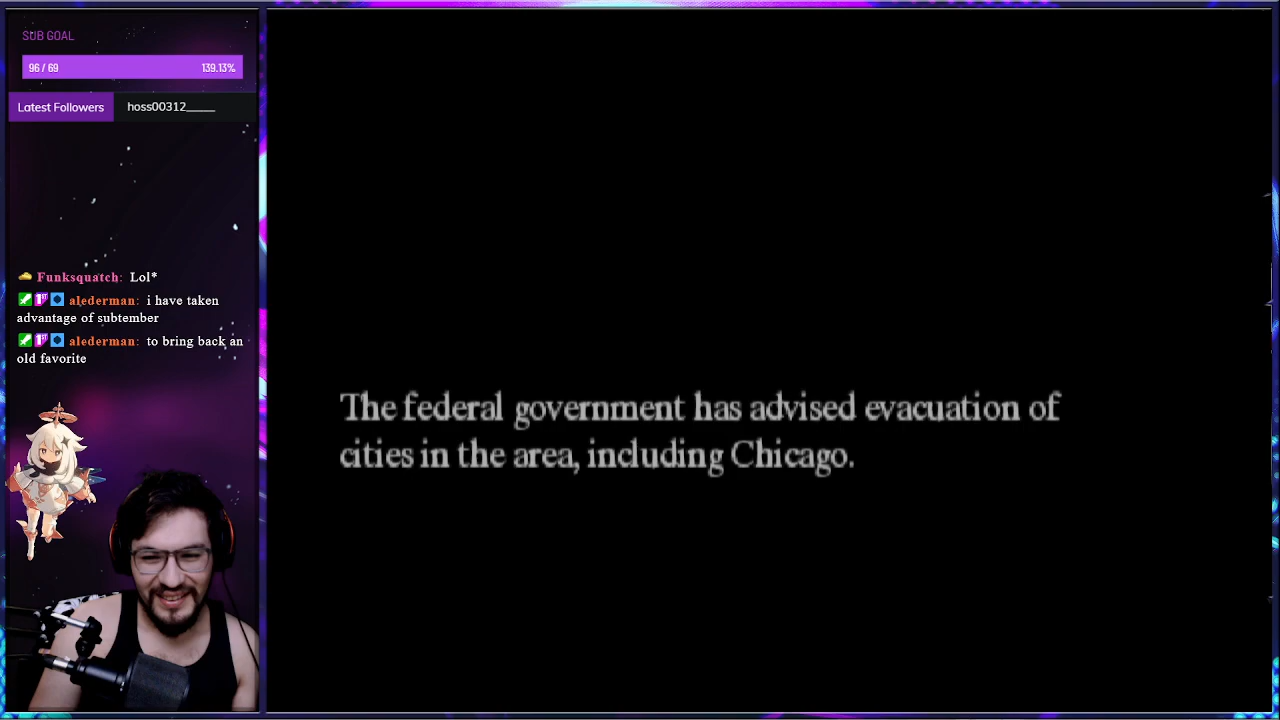 SUB GOAL
96 / 69 139.13%
Latest Followers hoss00312_____
Funksquatch: Lol*
alederman: i have taken
advantage of subtember
alederman: to bring back an
old favorite
The federal government has advised evacuation of
cities in the area, including Chicago.